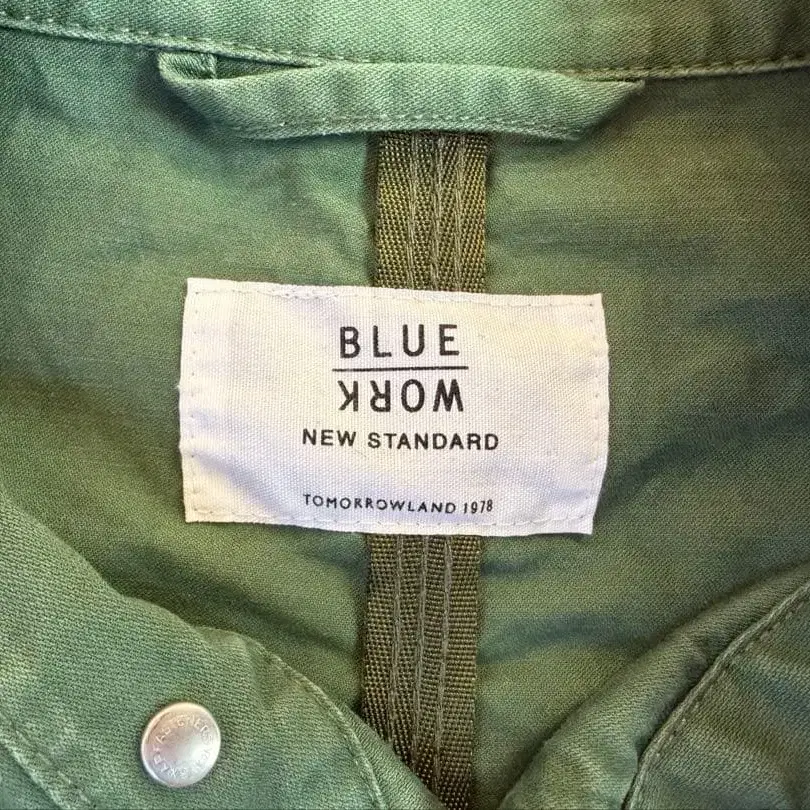 BLUE
WORK
NEW STANDARD
TOMORROWLAND 1978